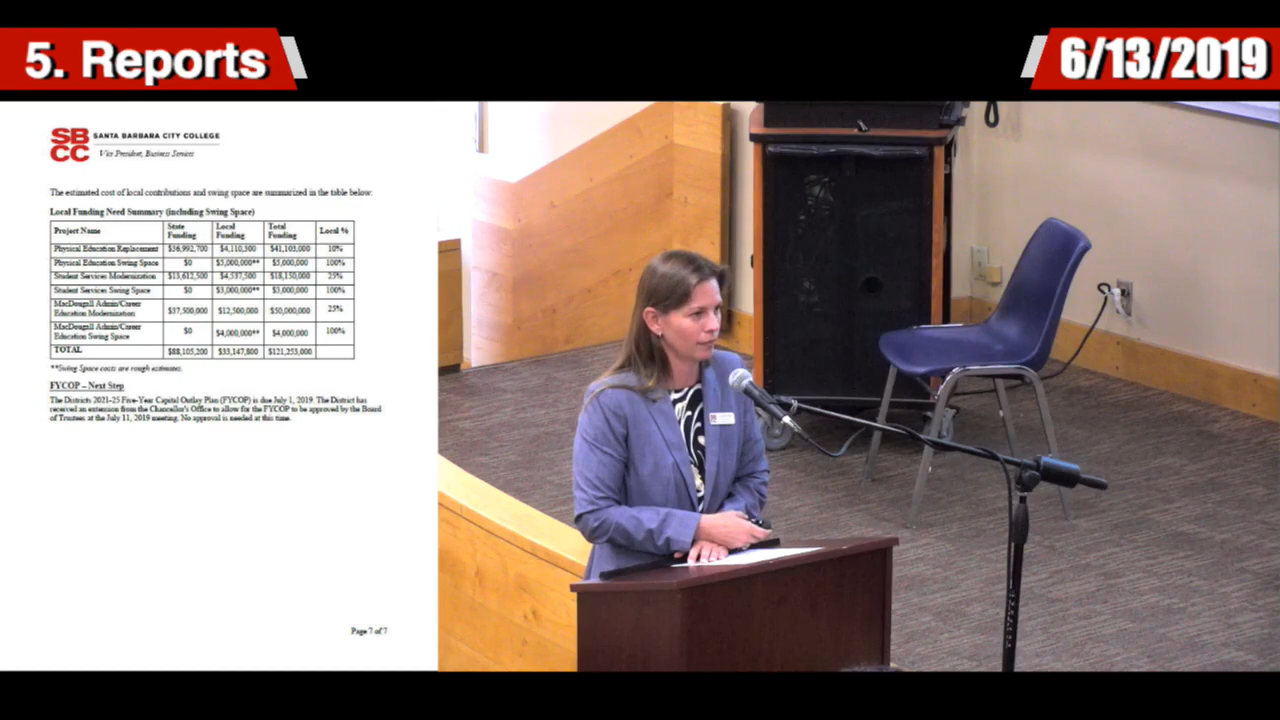 5. Reports
6/13/2019
SB
CC
SANTA BARBARA CITY COLLEGE
Vice President, Business Services
The estimated cost of local contributions and swing space are summarized in the table below:
Local Funding Need Summary (including Swing Space)
Project Name State Funding Local Funding Total Funding Local %
Physical Education Replacement $36,992,700 $4,110,300 $41,103,000 10%
Physical Education Swing Space $0 $5,000,000** $5,000,000 100%
Student Services Modernization $13,612,500 $4,537,500 $18,150,000 25%
Student Services Swing Space $0 $3,000,000** $3,000,000 100%
MacDougall Admin/Career Education Modernization $37,500,000 $12,500,000 $50,000,000 25%
MacDougall Admin/Career Education Swing Space $0 $4,000,000** $4,000,000 100%
TOTAL $88,105,200 $33,147,800 $121,253,000
**Swing Space costs are rough estimates.
FYCOP – Next Step
The Districts 2021-25 Five-Year Capital Outlay Plan (FYCOP) is due July 1, 2019. The District has
received an extension from the Chancellor's Office to allow for the FYCOP to be approved by the Board
of Trustees at the July 11, 2019 meeting. No approval is needed at this time.
Page 7 of 7